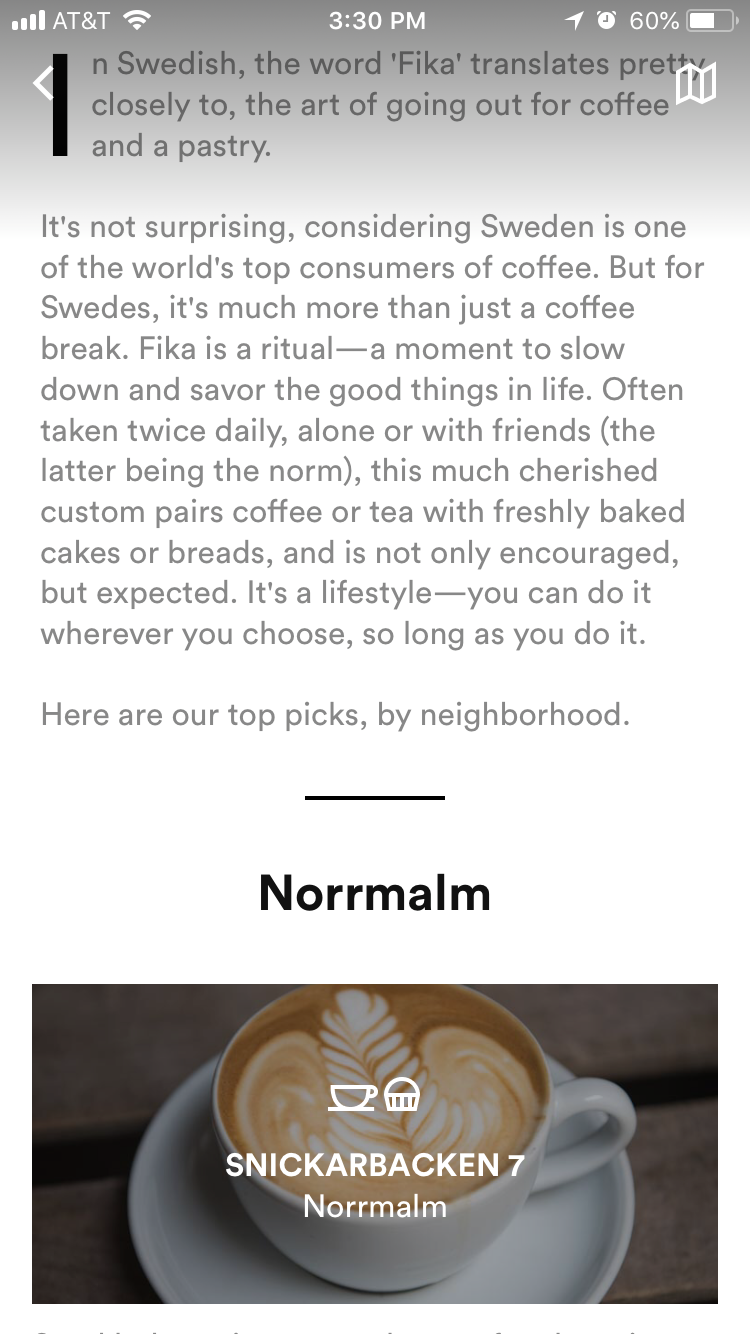 AT&T 3:30 PM 60%
In Swedish, the word 'Fika' translates pretty
closely to, the art of going out for coffee
and a pastry.
It's not surprising, considering Sweden is one
of the world's top consumers of coffee. But for
Swedes, it's much more than just a coffee
break. Fika is a ritual—a moment to slow
down and savor the good things in life. Often
taken twice daily, alone or with friends (the
latter being the norm), this much cherished
custom pairs coffee or tea with freshly baked
cakes or breads, and is not only encouraged,
but expected. It's a lifestyle—you can do it
wherever you choose, so long as you do it.
Here are our top picks, by neighborhood.
Norrmalm
SNICKARBACKEN 7
Norrmalm